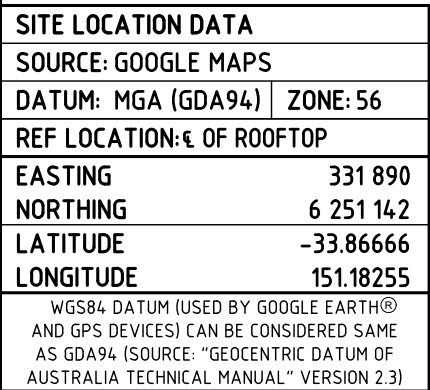 SITE LOCATION DATA
SOURCE: GOOGLE MAPS
DATUM: MGA (GDA94) ZONE: 56
REF LOCATION: ℄ OF ROOFTOP
EASTING 331 890
NORTHING 6 251 142
LATITUDE -33.86666
LONGITUDE 151.18255
WGS84 DATUM (USED BY GOOGLE EARTH®
AND GPS DEVICES) CAN BE CONSIDERED SAME
AS GDA94 (SOURCE: "GEOCENTRIC DATUM OF
AUSTRALIA TECHNICAL MANUAL" VERSION 2.3)